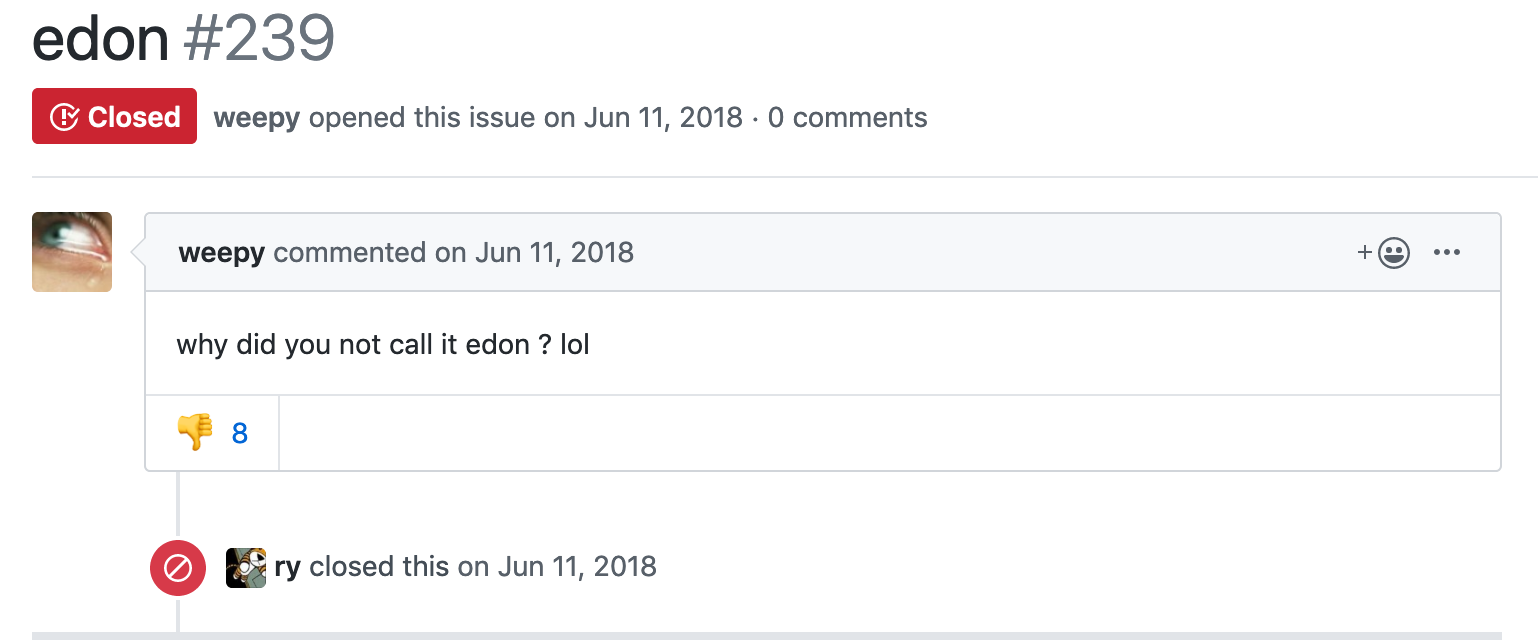 edon #239
Closed weepy opened this issue on Jun 11, 2018 · 0 comments
weepy commented on Jun 11, 2018
why did you not call it edon ? lol
👎 8
ry closed this on Jun 11, 2018